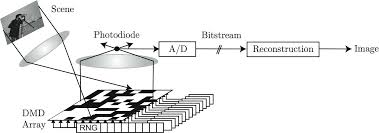 Scene
Photodiode
A/D
Bitstream
Reconstruction
Image
DMD
Array
RNG